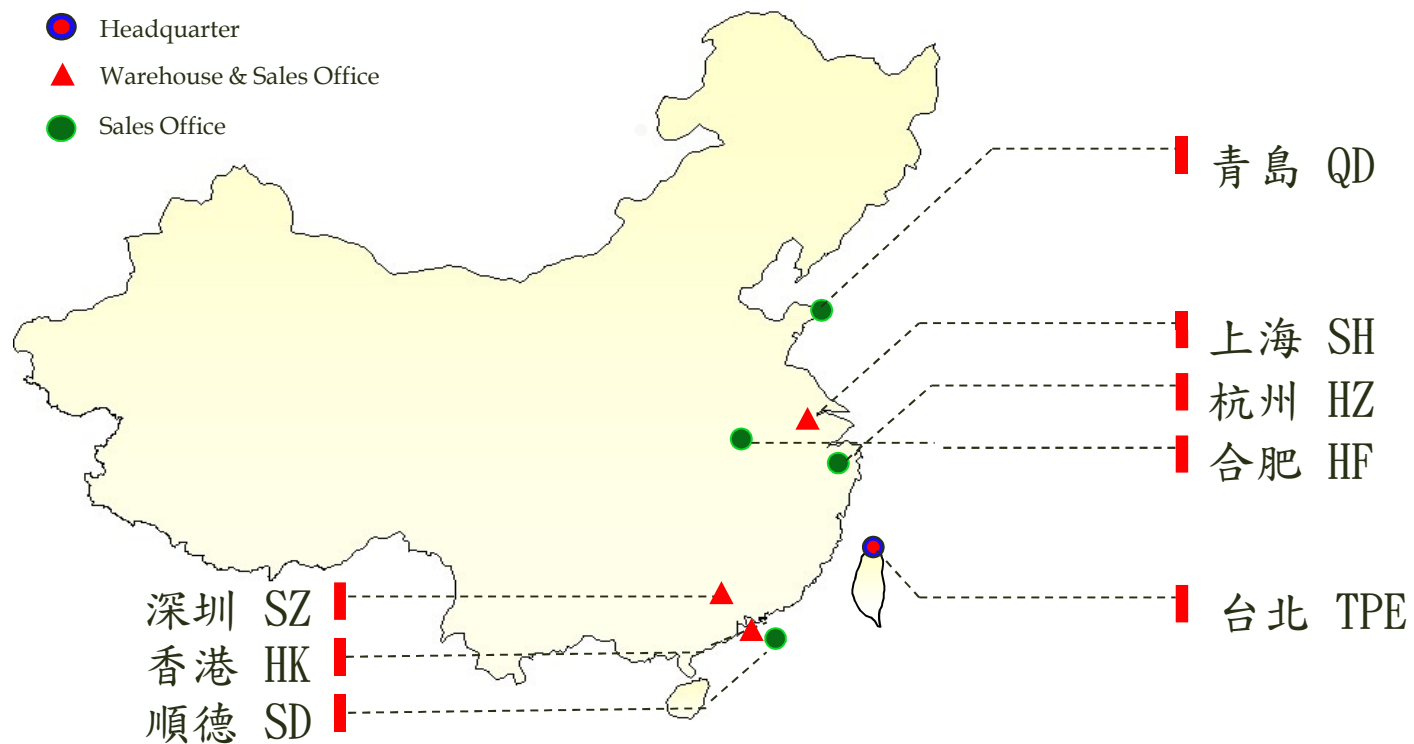 Headquarter
Warehouse & Sales Office
Sales Office
青島 QD
上海 SH
杭州 HZ
合肥 HF
台北 TPE
深圳 SZ
香港 HK
順德 SD